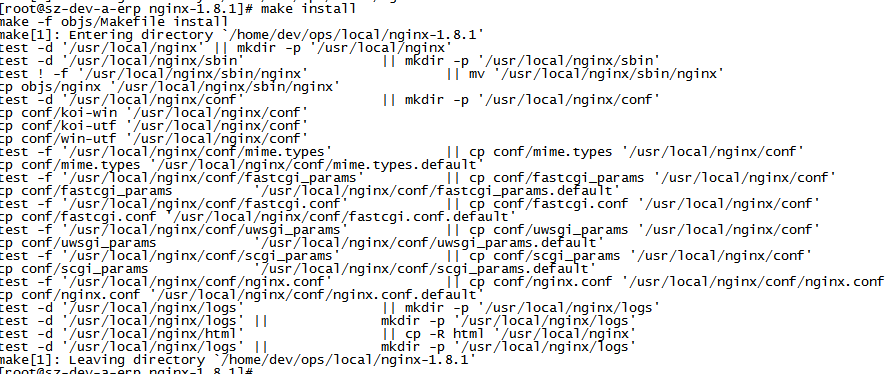 [root@sz-dev-a-erp nginx-1.8.1]# make install
make -f objs/Makefile install
make[1]: Entering directory `/home/dev/ops/local/nginx-1.8.1'
test -d '/usr/local/nginx' || mkdir -p '/usr/local/nginx'
test -d '/usr/local/nginx/sbin' || mkdir -p '/usr/local/nginx/sbin'
test ! -f '/usr/local/nginx/sbin/nginx' || mv '/usr/local/nginx/sbin/nginx'
cp objs/nginx '/usr/local/nginx/sbin/nginx'
test -d '/usr/local/nginx/conf' || mkdir -p '/usr/local/nginx/conf'
cp conf/koi-win '/usr/local/nginx/conf'
cp conf/koi-utf '/usr/local/nginx/conf'
cp conf/win-utf '/usr/local/nginx/conf'
test -f '/usr/local/nginx/conf/mime.types' || cp conf/mime.types '/usr/local/nginx/conf'
cp conf/mime.types '/usr/local/nginx/conf/mime.types.default'
test -f '/usr/local/nginx/conf/fastcgi_params' || cp conf/fastcgi_params '/usr/local/nginx/conf'
cp conf/fastcgi_params '/usr/local/nginx/conf/fastcgi_params.default'
test -f '/usr/local/nginx/conf/fastcgi.conf' || cp conf/fastcgi.conf '/usr/local/nginx/conf'
cp conf/fastcgi.conf '/usr/local/nginx/conf/fastcgi.conf.default'
test -f '/usr/local/nginx/conf/uwsgi_params' || cp conf/uwsgi_params '/usr/local/nginx/conf'
cp conf/uwsgi_params '/usr/local/nginx/conf/uwsgi_params.default'
test -f '/usr/local/nginx/conf/scgi_params' || cp conf/scgi_params '/usr/local/nginx/conf'
cp conf/scgi_params '/usr/local/nginx/conf/scgi_params.default'
test -f '/usr/local/nginx/conf/nginx.conf' || cp conf/nginx.conf '/usr/local/nginx/conf/nginx.conf
cp conf/nginx.conf '/usr/local/nginx/conf/nginx.conf.default'
test -d '/usr/local/nginx/logs' || mkdir -p '/usr/local/nginx/logs'
test -d '/usr/local/nginx/logs' || mkdir -p '/usr/local/nginx/logs'
test -d '/usr/local/nginx/html' || cp -R html '/usr/local/nginx'
test -d '/usr/local/nginx/logs' || mkdir -p '/usr/local/nginx/logs'
make[1]: Leaving directory `/home/dev/ops/local/nginx-1.8.1'
[root@sz-dev-a-erp nginx-1.8.1]#